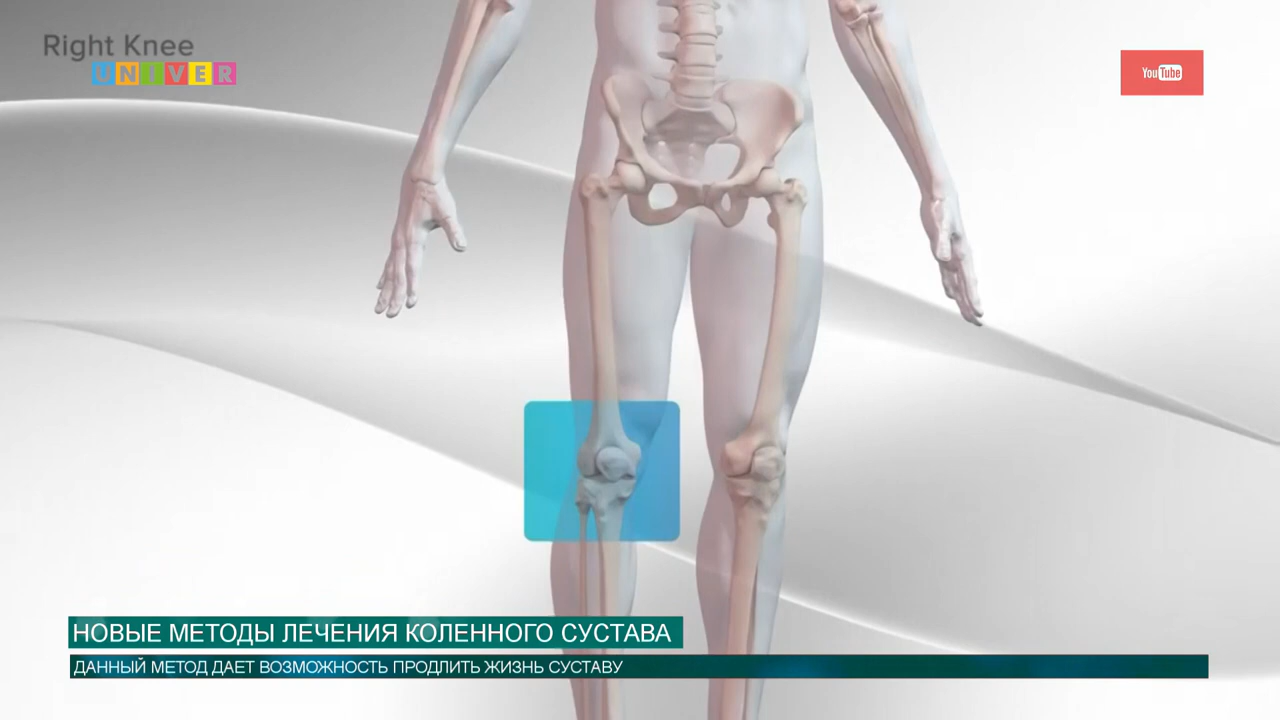 Right Knee
UNIVER
YouTube
НОВЫЕ МЕТОДЫ ЛЕЧЕНИЯ КОЛЕННОГО СУСТАВА
ДАННЫЙ МЕТОД ДАЕТ ВОЗМОЖНОСТЬ ПРОДЛИТЬ ЖИЗНЬ СУСТАВУ